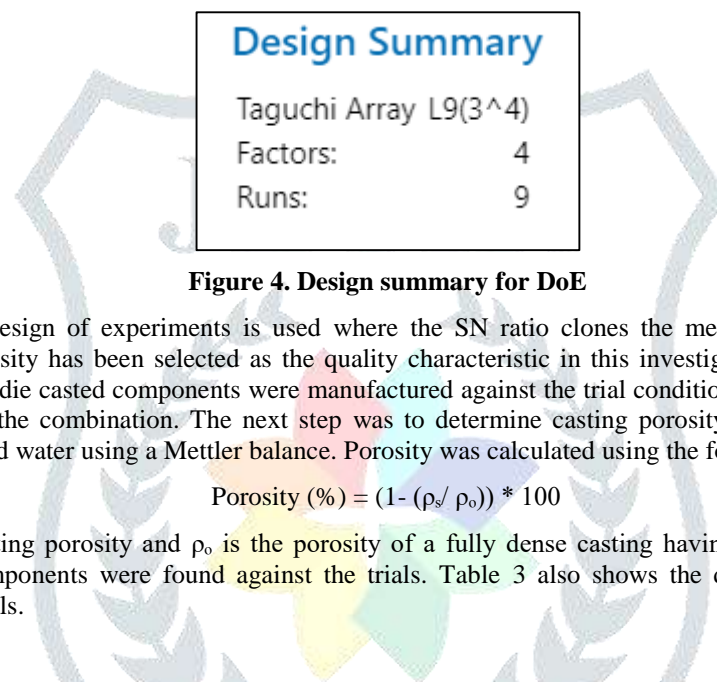 Design Summary
Taguchi Array L9(3^4)
Factors: 4
Runs: 9
Figure 4. Design summary for DoE
esign of experiments is used where the SN ratio clones the me
sity has been selected as the quality characteristic in this investig
die casted components were manufactured against the trial conditio
the combination. The next step was to determine casting porosity
d water using a Mettler balance. Porosity was calculated using the fo
Porosity (%) = (1- (ρₛ/ ρₒ)) * 100
ting porosity and ρₒ is the porosity of a fully dense casting havin
mponents were found against the trials. Table 3 also shows the d
ls.